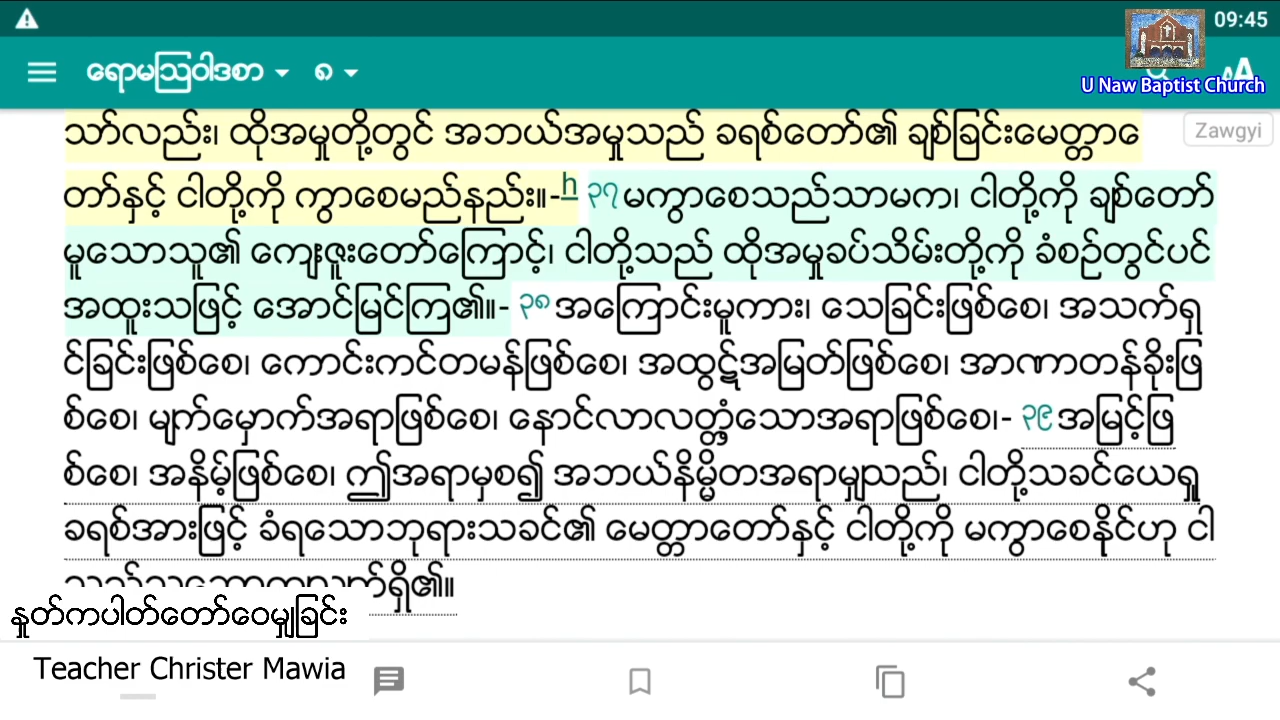 09:45
ရောမဩဝါဒစာ ၈
U Naw Baptist Church
Zawgyi
သာ်လည်း၊ ထိုအမှုတို့တွင် အဘယ်အမှုသည် ခရစ်တော်၏ ချစ်ခြင်းမေတ္တာေ
တာ်နှင့် ငါတို့ကို ကွာစေမည်နည်း။-h ၃၇ မကွာစေသည်သာမက၊ ငါတို့ကို ချစ်တော်
မူသောသူ၏ ကျေးဇူးတော်ကြောင့်၊ ငါတို့သည် ထိုအမှုခပ်သိမ်းတို့ကို ခံစဉ်တွင်ပင်
အထူးသဖြင့် အောင်မြင်ကြ၏။- ၃၈ အကြောင်းမူကား၊ သေခြင်းဖြစ်စေ၊ အသက်ရှ
င်ခြင်းဖြစ်စေ၊ ကောင်းကင်တမန်ဖြစ်စေ၊ အထွဋ်အမြတ်ဖြစ်စေ၊ အာဏာတန်ခိုးဖြ
စ်စေ၊ မျက်မှောက်အရာဖြစ်စေ၊ နောင်လာလတ္တံ့သောအရာဖြစ်စေ၊- ၃၉ အမြင့်ဖြ
စ်စေ၊ အနိမ့်ဖြစ်စေ၊ ဤအရာမှစ၍ အဘယ်နိမ္မိတအရာမျှသည်၊ ငါတို့သခင်ယေရှု
ခရစ်အားဖြင့် ခံရသောဘုရားသခင်၏ မေတ္တာတော်နှင့် ငါတို့ကို မကွာစေနိုင်ဟု ငါ
က်ရှိ၏။
နှုတ်ကပါတ်တော်ဝေမျှခြင်း
Teacher Christer Mawia